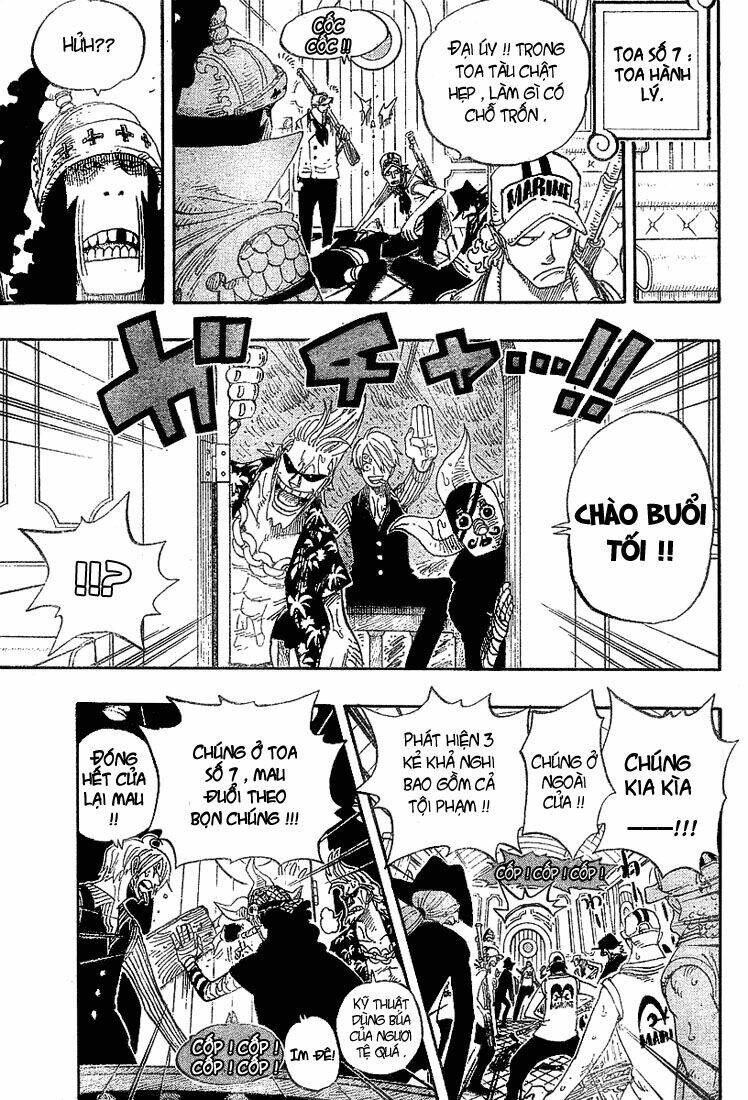 TOA SỐ 7 :
TOA HÀNH
LÝ.
ĐẠI ÚY !! TRONG
TOA TÀU CHẬT
HẸP , LÀM GÌ CÓ
CHỖ TRỐN .
MARINE
CỐC
CỐC !!
HỬH??
ガチャ…!!
CHÀO BUỔI
TỐI !!
!!?
CHÚNG
KIA KÌA
——!!!
CHÚNG Ở
NGOÀI
CỬA !!
PHÁT HIỆN 3
KẺ KHẢ NGHI
BAO GỒM CẢ
TỘI PHẠM !!
CỐP ! CỐP ! CỐP !
MARINE
MARI
CHÚNG Ở TOA
SỐ 7 , MAU
ĐUỔI THEO
BỌN CHÚNG !!!
ĐÓNG
HẾT CỬA
LẠI MAU
!!
KỸ THUẬT
DÙNG BÚA
CỦA NGƯƠI
TỆ QUÁ .
IM ĐÊ!
CỐP ! CỐP !
CỐP ! CỐP !